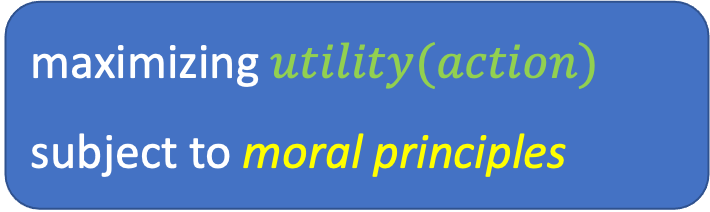 maximizing utility(action)
subject to moral principles